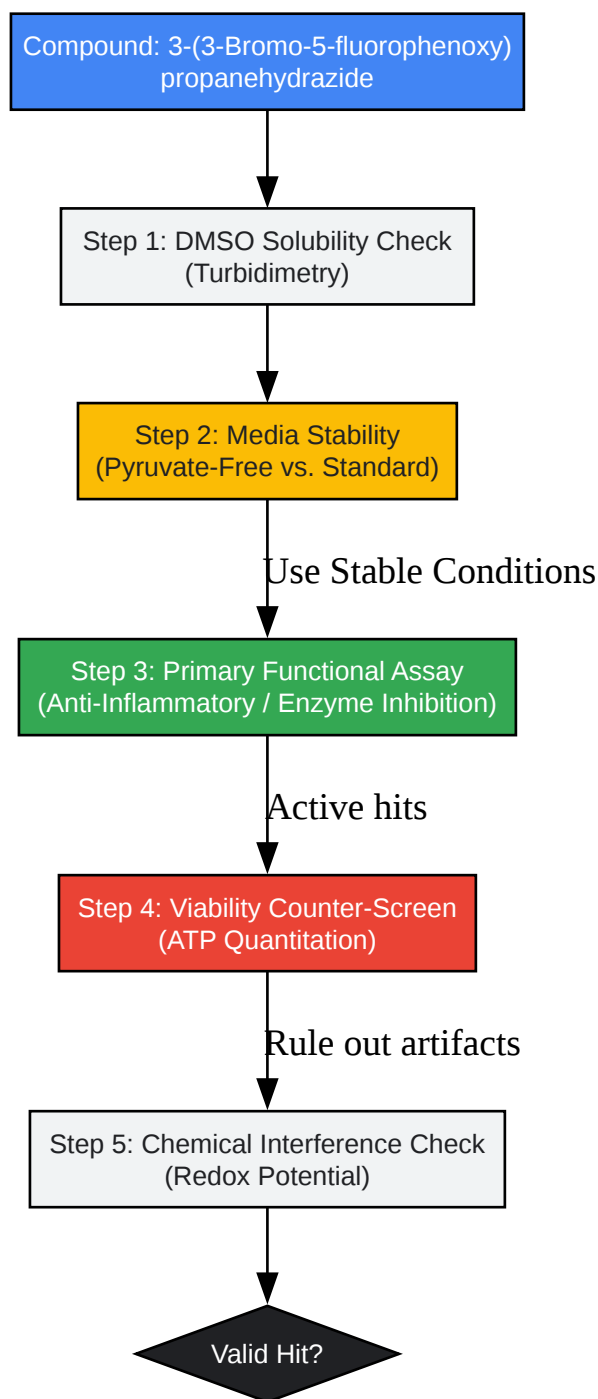 Compound: 3-(3-Bromo-5-fluorophenoxy)
propanehydrazide
Step 1: DMSO Solubility Check
(Turbidimetry)
Step 2: Media Stability
(Pyruvate-Free vs. Standard)
Use Stable Conditions
Step 3: Primary Functional Assay
(Anti-Inflammatory / Enzyme Inhibition)
Active hits
Step 4: Viability Counter-Screen
(ATP Quantitation)
Rule out artifacts
Step 5: Chemical Interference Check
(Redox Potential)
Valid Hit?